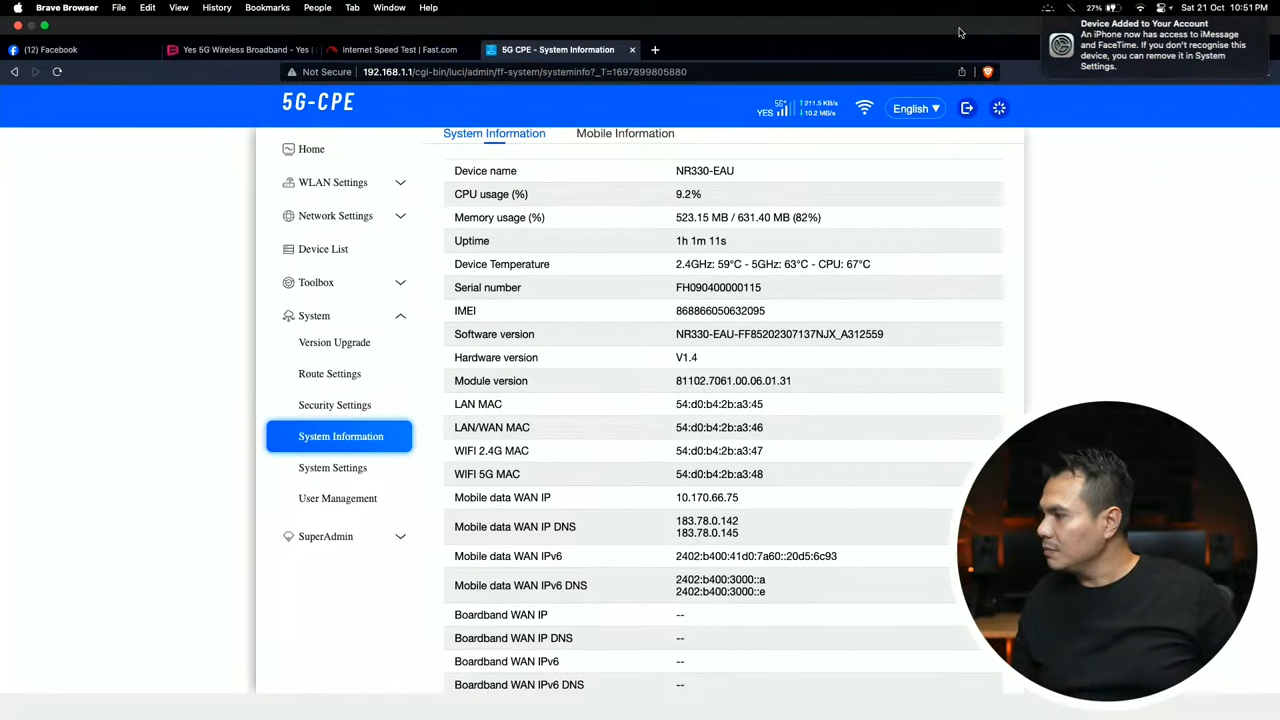 Brave Browser File Edit View History Bookmarks People Tab Window Help 27% Sat 21 Oct 10:51 PM
Device Added to Your Account
An iPhone now has access to iMessage
and FaceTime. If you don't recognise this
device, you can remove it in System
Settings.
(12) Facebook Yes 5G Wireless Broadband - Yes Internet Speed Test | Fast.com 5G CPE - System Information
Not Secure 192.168.1.1/cgi-bin/luci/admin/ff-system/systeminfo?_T=1697899805880
5G-CPE
YES 5G+ 211.5 KB/s
10.2 MB/s
English
System Information Mobile Information
Home
WLAN Settings
Network Settings
Device List
Toolbox
System
Version Upgrade
Route Settings
Security Settings
System Information
System Settings
User Management
SuperAdmin
Device name NR330-EAU
CPU usage (%) 9.2%
Memory usage (%) 523.15 MB / 631.40 MB (82%)
Uptime 1h 1m 11s
Device Temperature 2.4GHz: 59°C - 5GHz: 63°C - CPU: 67°C
Serial number FH090400000115
IMEI 868866050632095
Software version NR330-EAU-FF85202307137NJX_A312559
Hardware version V1.4
Module version 81102.7061.00.06.01.31
LAN MAC 54:d0:b4:2b:a3:45
LAN/WAN MAC 54:d0:b4:2b:a3:46
WIFI 2.4G MAC 54:d0:b4:2b:a3:47
WIFI 5G MAC 54:d0:b4:2b:a3:48
Mobile data WAN IP 10.170.66.75
Mobile data WAN IP DNS 183.78.0.142
183.78.0.145
Mobile data WAN IPv6 2402:b400:41d0:7a60::20d5:6c93
Mobile data WAN IPv6 DNS 2402:b400:3000::a
2402:b400:3000::e
Boardband WAN IP --
Boardband WAN IP DNS --
Boardband WAN IPv6 --
Boardband WAN IPv6 DNS --